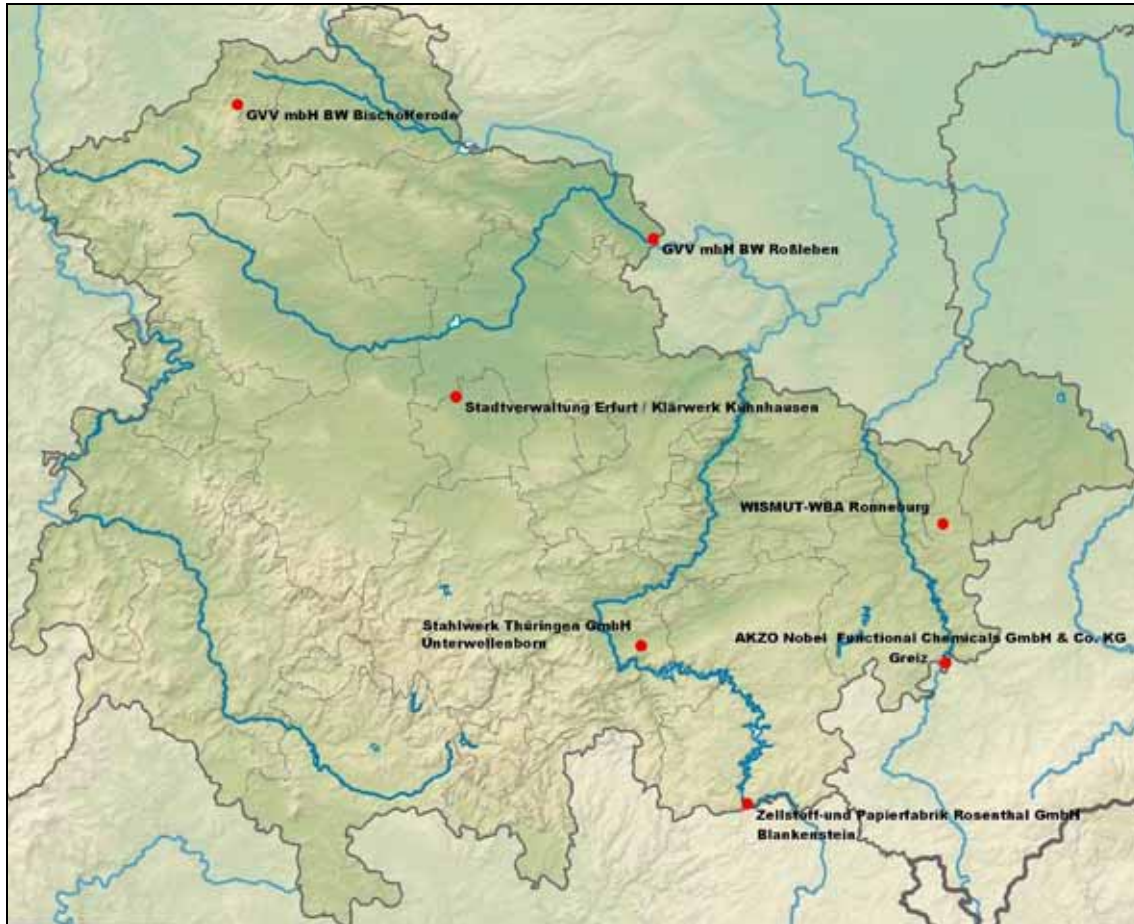 GVV mbH BW Bischofferode
GVV mbH BW Roßleben
Stadtverwaltung Erfurt / Klärwerk Kühnhausen
WISMUT-WBA Ronneburg
Stahlwerk Thüringen GmbH
Unterwellenborn
AKZO Nobel Functional Chemicals GmbH & Co. KG
Greiz
Zellstoff-und Papierfabrik Rosenthal GmbH
Blankenstein